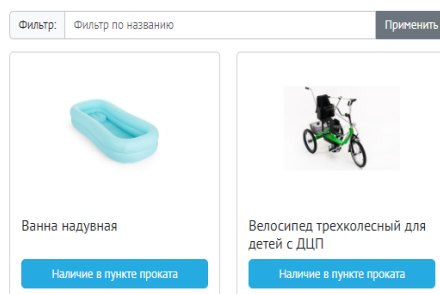 Фильтр: Фильтр по названию Применить
Ванна надувная
Велосипед трехколесный для
детей с ДЦП
Наличие в пункте проката
Наличие в пункте проката